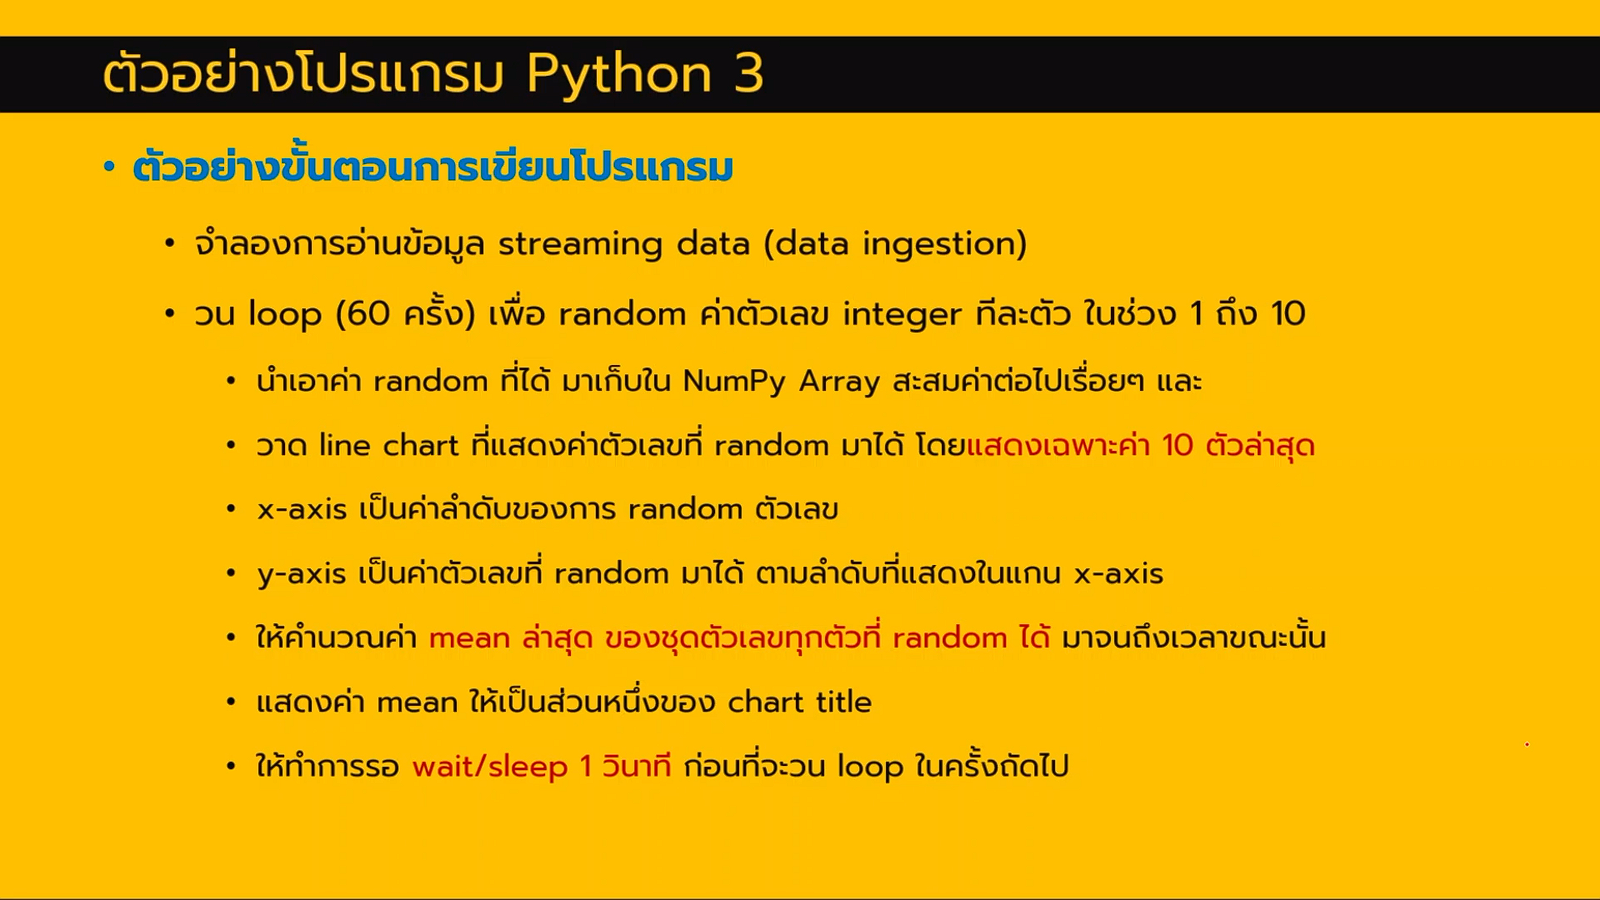 ตัวอย่างโปรแกรม Python 3
• ตัวอย่างขั้นตอนการเขียนโปรแกรม
• จำลองการอ่านข้อมูล streaming data (data ingestion)
• วน loop (60 ครั้ง) เพื่อ random ค่าตัวเลข integer ทีละตัว ในช่วง 1 ถึง 10
• นำเอาค่า random ที่ได้ มาเก็บใน NumPy Array สะสมค่าต่อไปเรื่อยๆ และ
• วาด line chart ที่แสดงค่าตัวเลขที่ random มาได้ โดยแสดงเฉพาะค่า 10 ตัวล่าสุด
• x-axis เป็นค่าลำดับของการ random ตัวเลข
• y-axis เป็นค่าตัวเลขที่ random มาได้ ตามลำดับที่แสดงในแกน x-axis
• ให้คำนวณค่า mean ล่าสุด ของชุดตัวเลขทุกตัวที่ random ได้ มาจนถึงเวลาขณะนั้น
• แสดงค่า mean ให้เป็นส่วนหนึ่งของ chart title
• ให้ทำการรอ wait/sleep 1 วินาที ก่อนที่จะวน loop ในครั้งถัดไป